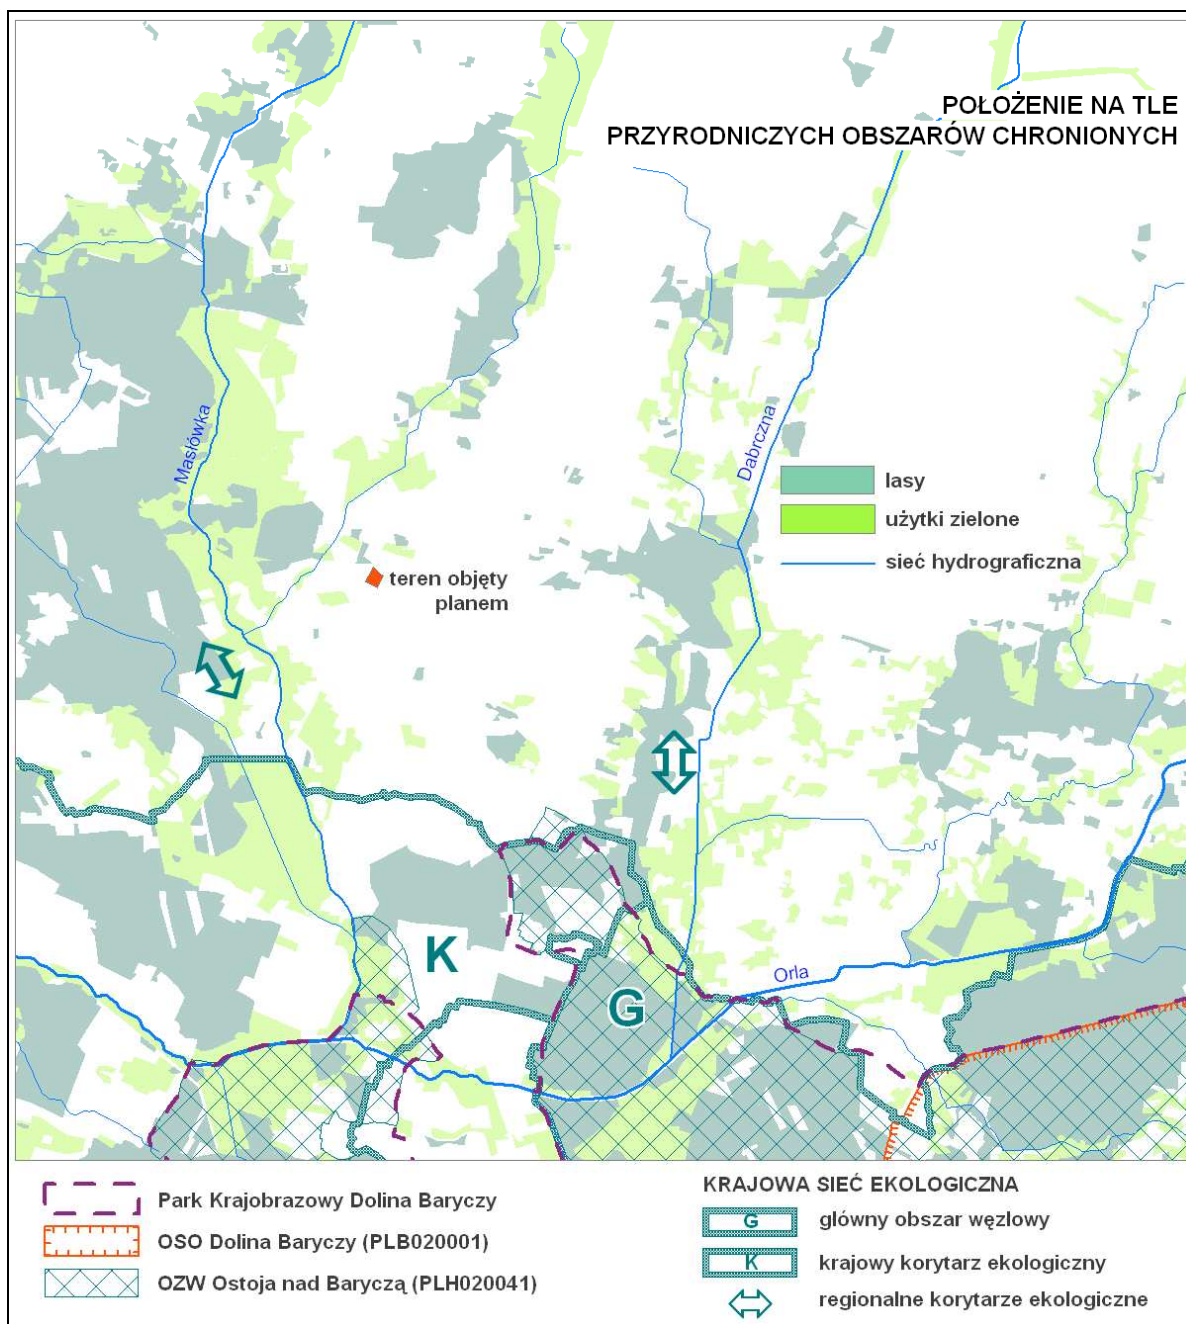 POŁOŻENIE NA TLE
PRZYRODNICZYCH OBSZARÓW CHRONIONYCH
Masłówka
Dabrczna
lasy
użytki zielone
sieć hydrograficzna
teren objęty
planem
K
G
Orla
Park Krajobrazowy Dolina Baryczy
OSO Dolina Baryczy (PLB020001)
OZW Ostoja nad Baryczą (PLH020041)
KRAJOWA SIEĆ EKOLOGICZNA
G
główny obszar węzłowy
K
krajowy korytarz ekologiczny
regionalne korytarze ekologiczne